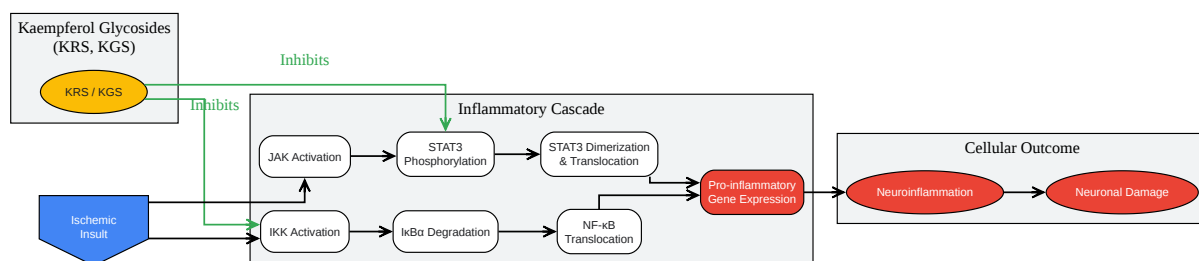 Kaempferol Glycosides
(KRS, KGS)
KRS / KGS
Inhibits
Inhibits
Inflammatory Cascade
JAK Activation
STAT3
Phosphorylation
STAT3 Dimerization
& Translocation
Pro-inflammatory
Gene Expression
Ischemic
Insult
IKK Activation
IκBα Degradation
NF-κB
Translocation
Cellular Outcome
Neuroinflammation
Neuronal Damage